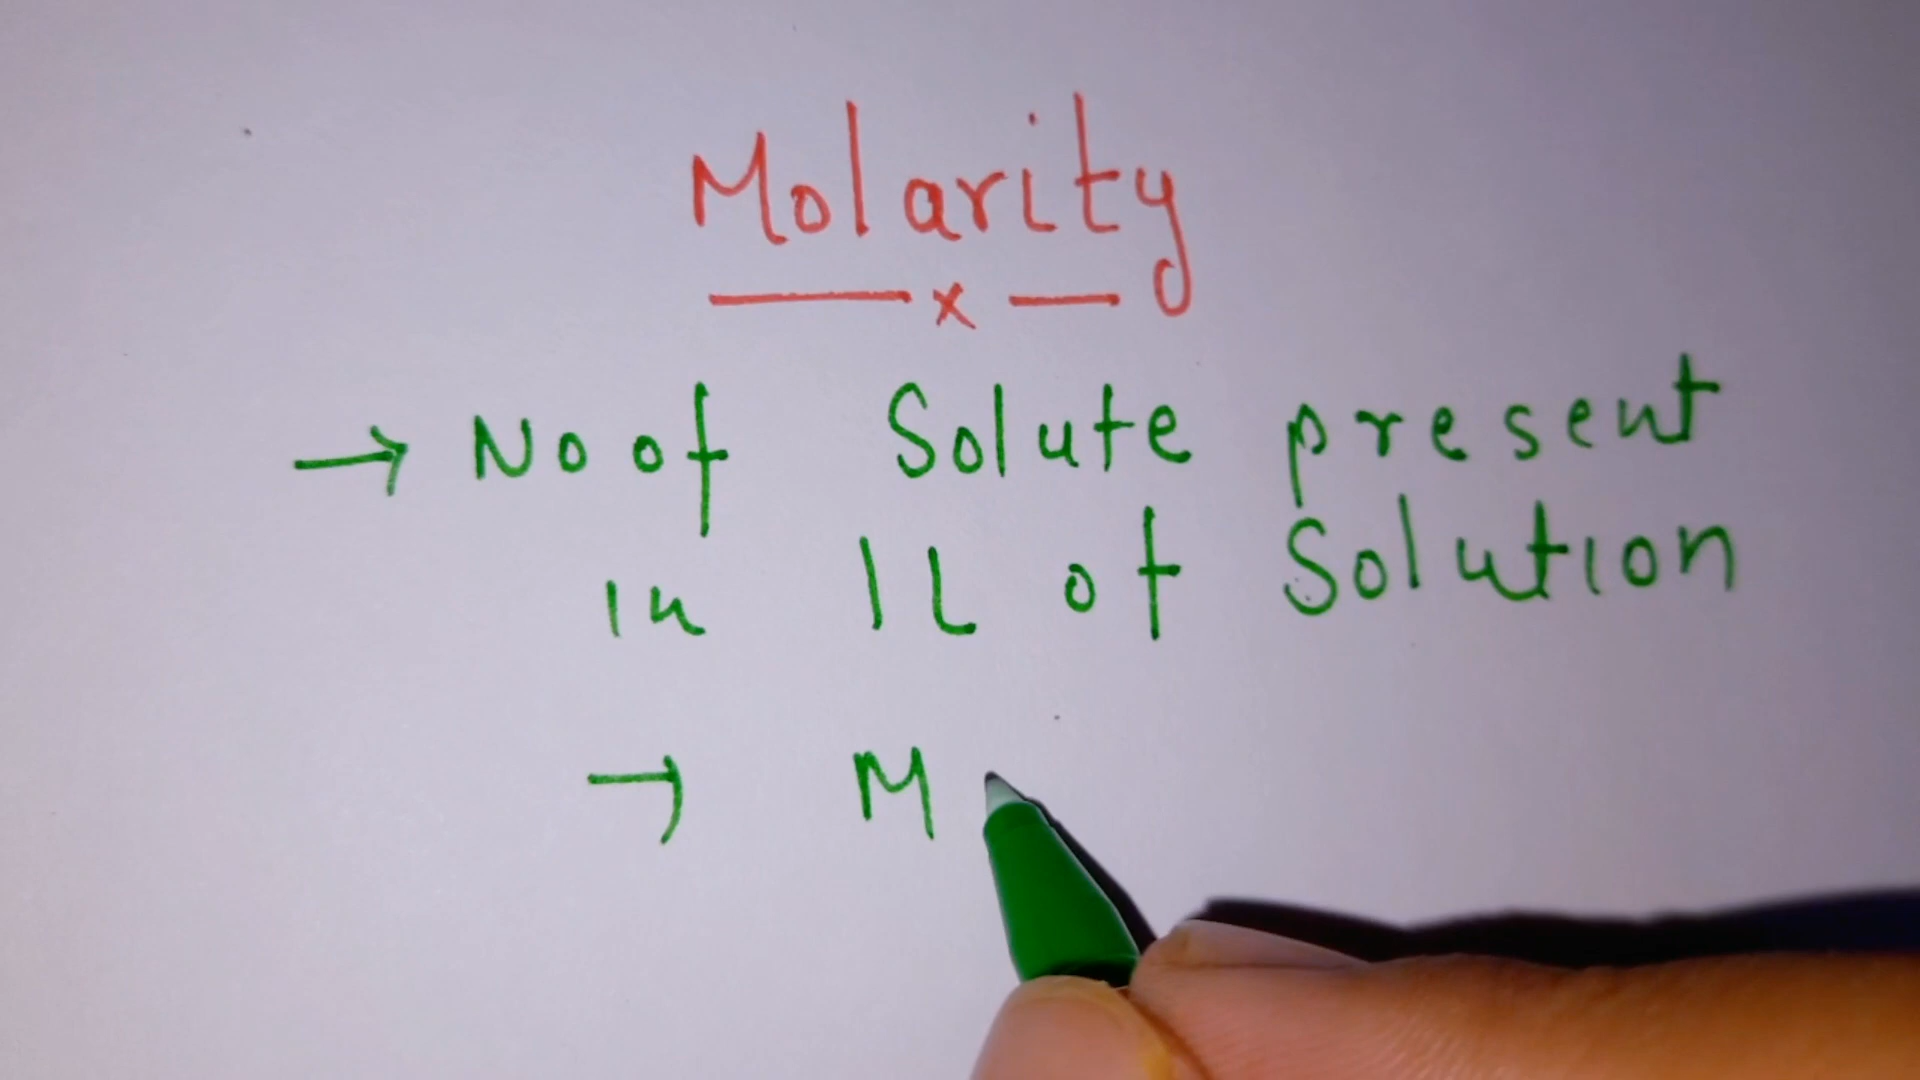 Molarity
x
→ No of Solute present
in 1L of Solution
→ M